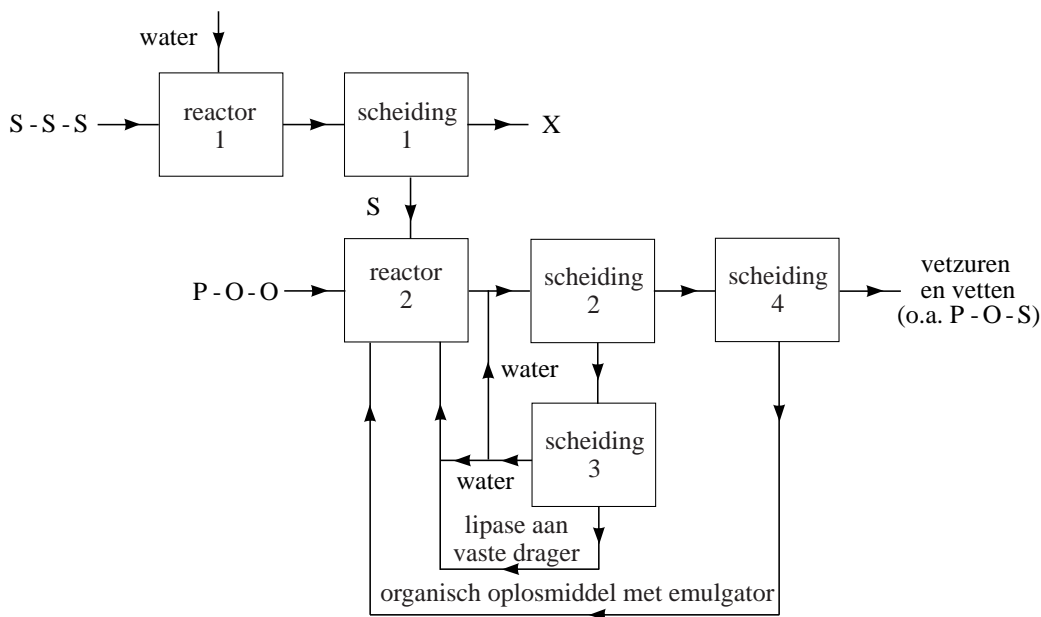 water
S - S - S
reactor
1
scheiding
1
X
S
P - O - O
reactor
2
scheiding
2
scheiding
4
vetzuren
en vetten
(o.a. P - O - S)
water
scheiding
3
water
lipase aan
vaste drager
organisch oplosmiddel met emulgator